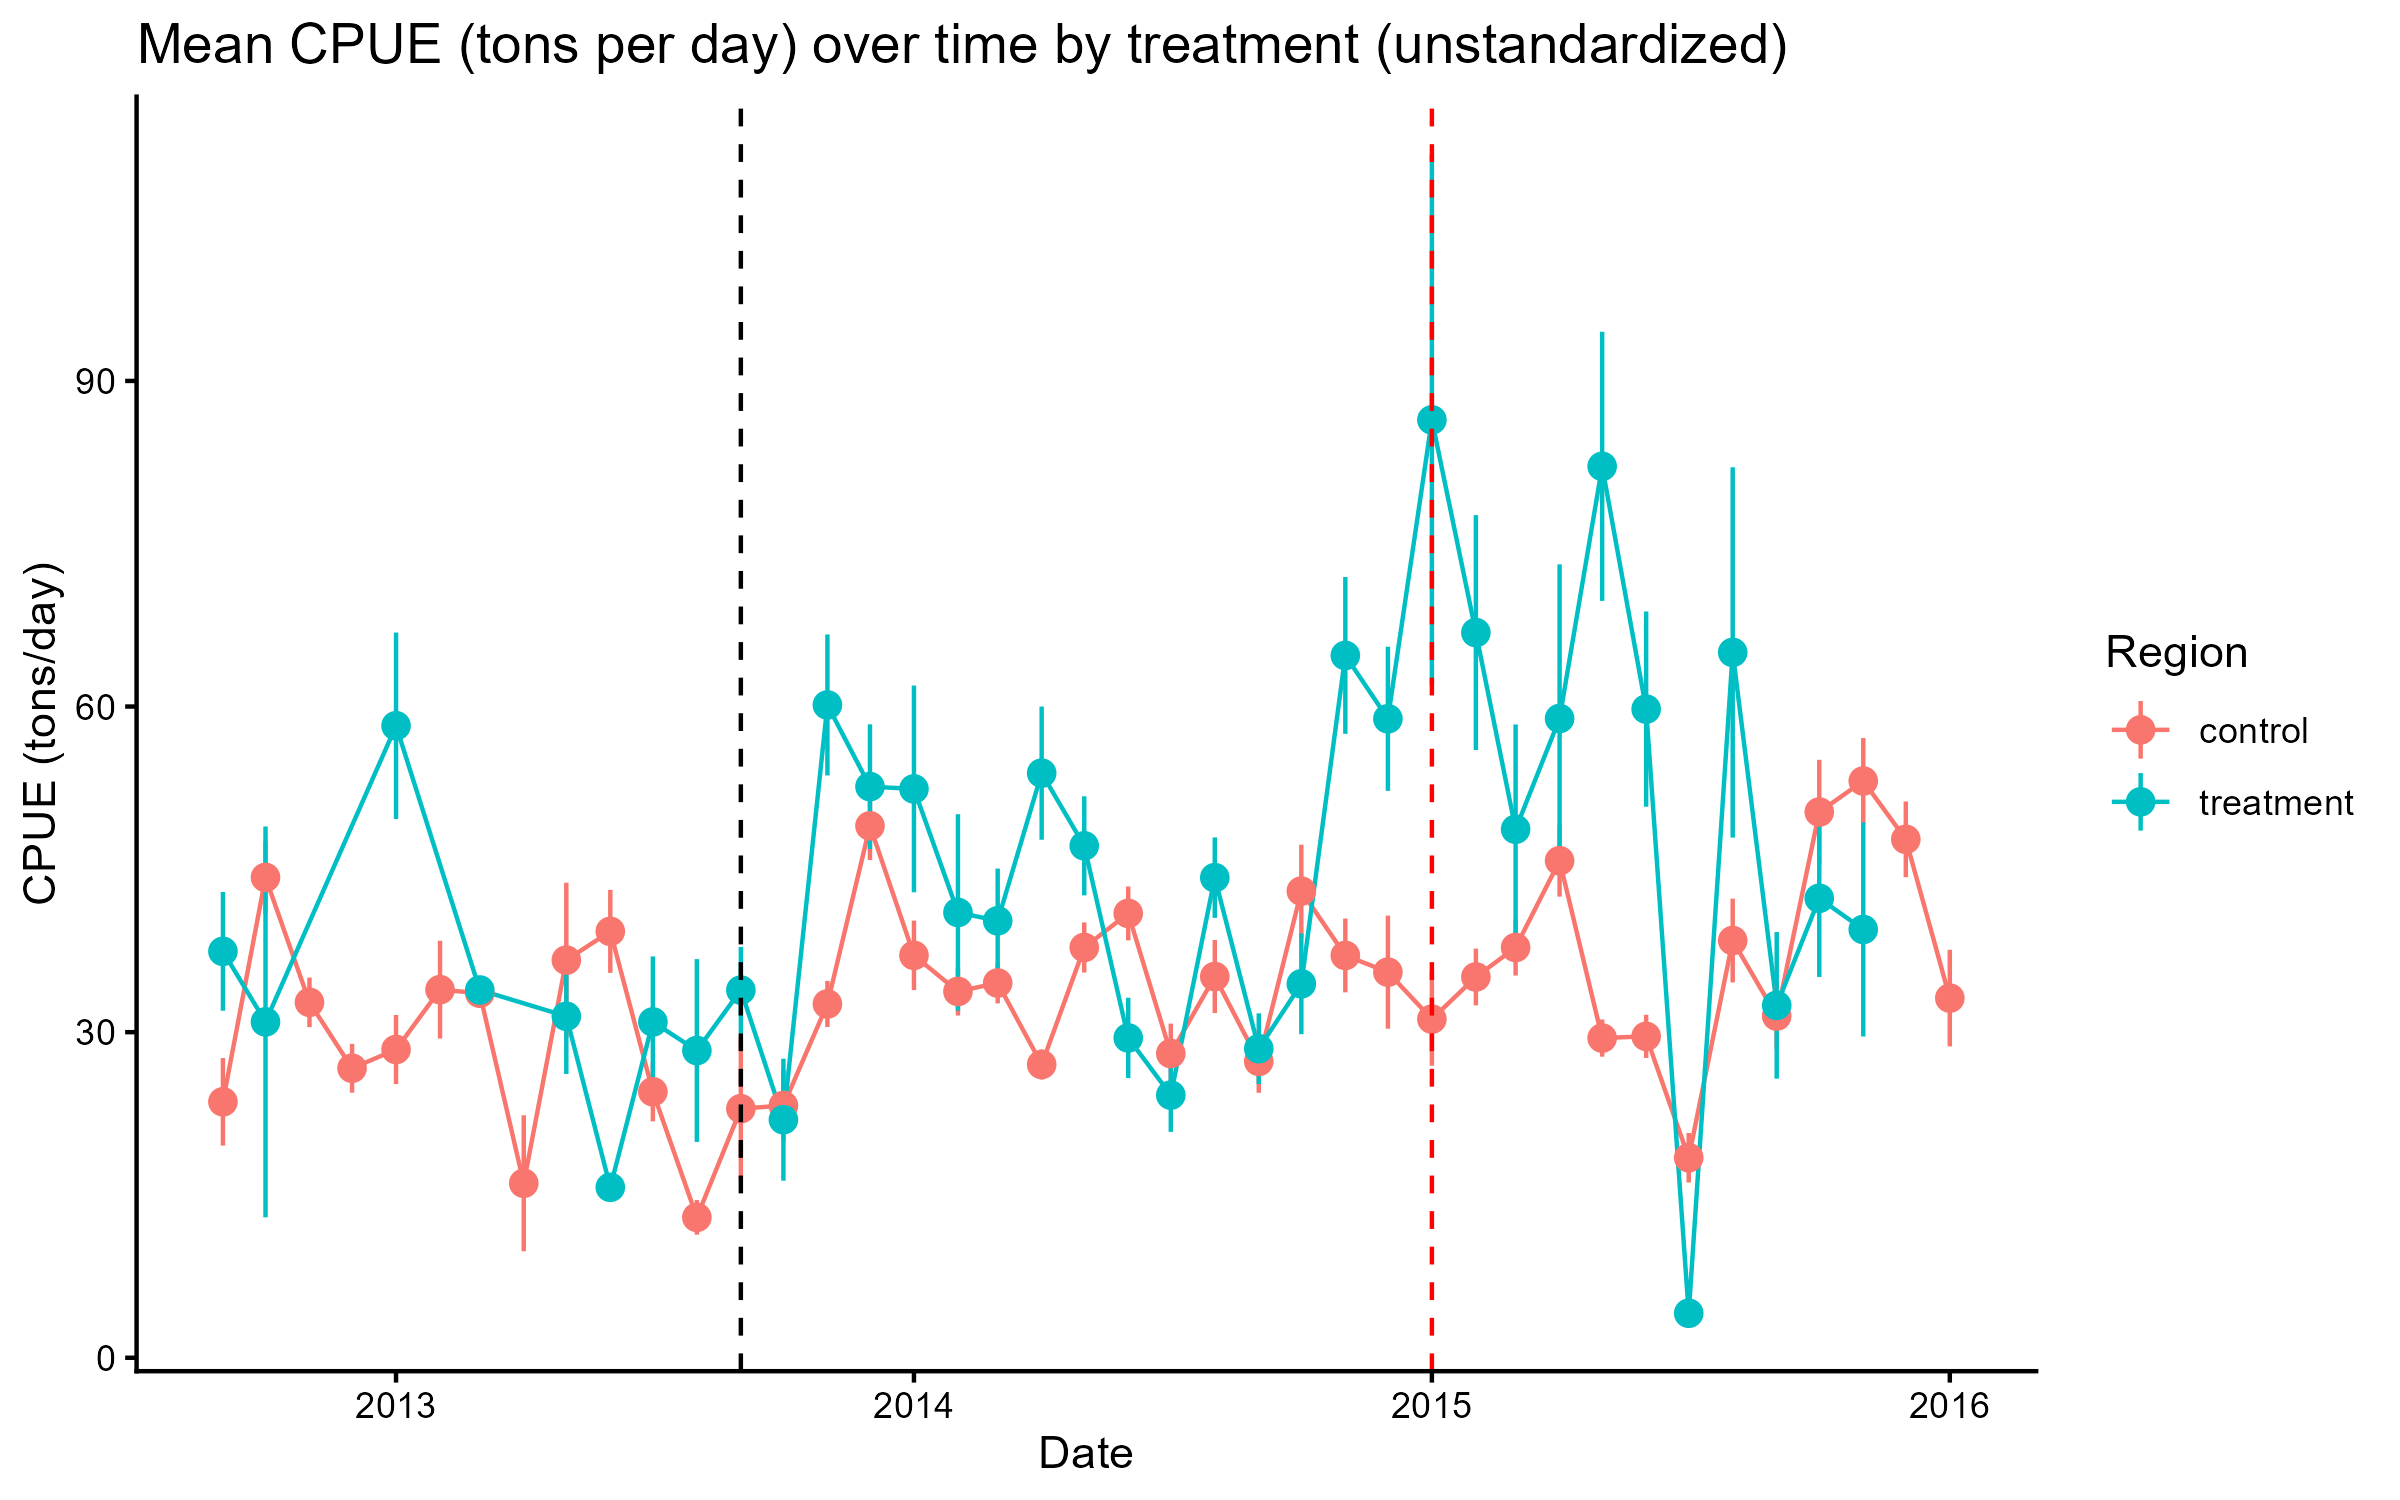 Mean CPUE (tons per day) over time by treatment (unstandardized)
CPUE (tons/day)
90
60
30
0
2013
2014
2015
2016
Date
Region
control
treatment